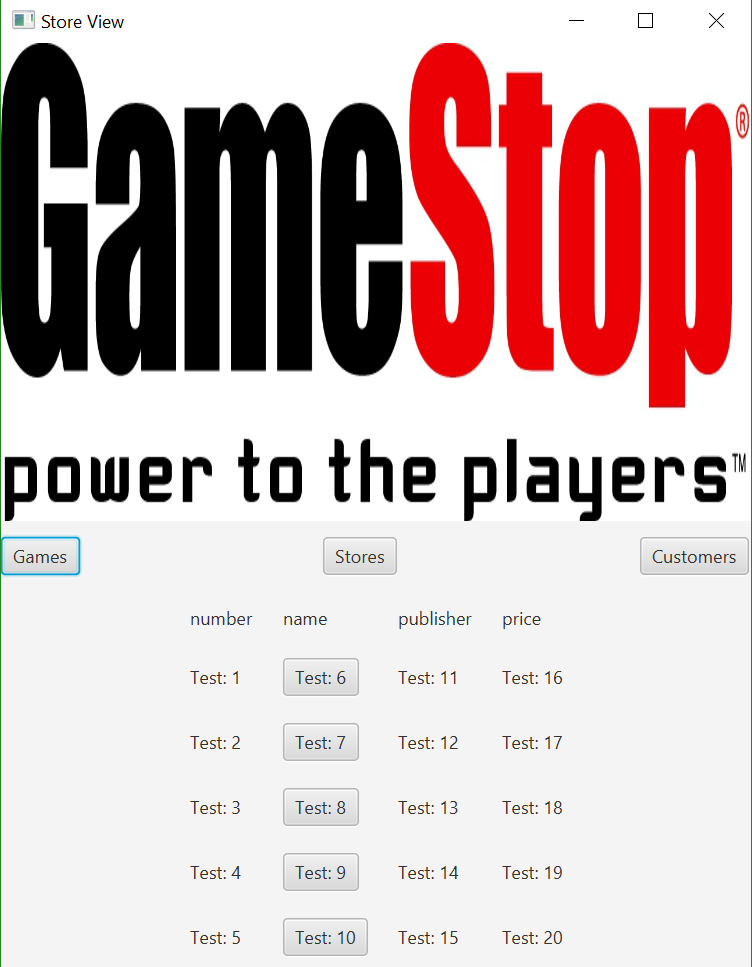 Store View
GameStop®
power to the players™
Games Stores Customers
number name publisher price
Test: 1 Test: 6 Test: 11 Test: 16
Test: 2 Test: 7 Test: 12 Test: 17
Test: 3 Test: 8 Test: 13 Test: 18
Test: 4 Test: 9 Test: 14 Test: 19
Test: 5 Test: 10 Test: 15 Test: 20